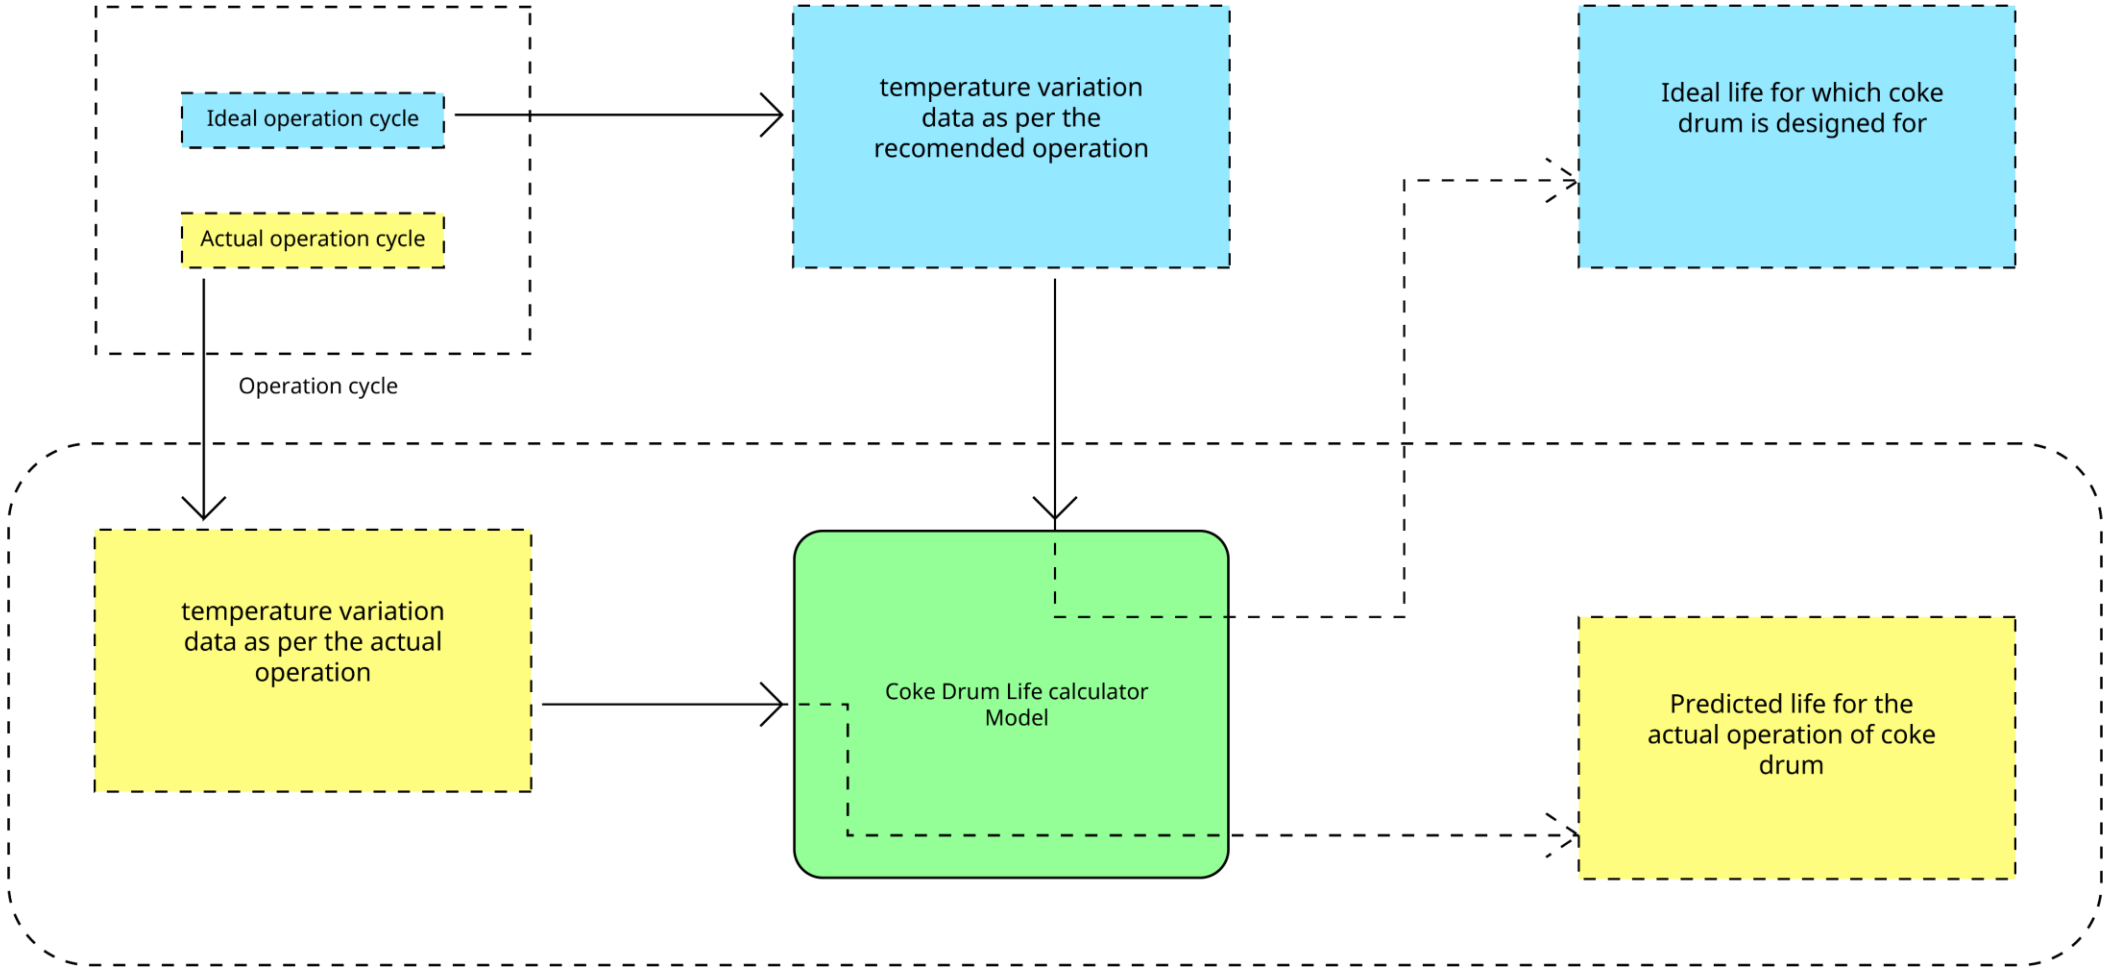 Ideal operation cycle
Actual operation cycle
Operation cycle
temperature variation
data as per the
recomended operation
Ideal life for which coke
drum is designed for
temperature variation
data as per the actual
operation
Coke Drum Life calculator
Model
Predicted life for the
actual operation of coke
drum